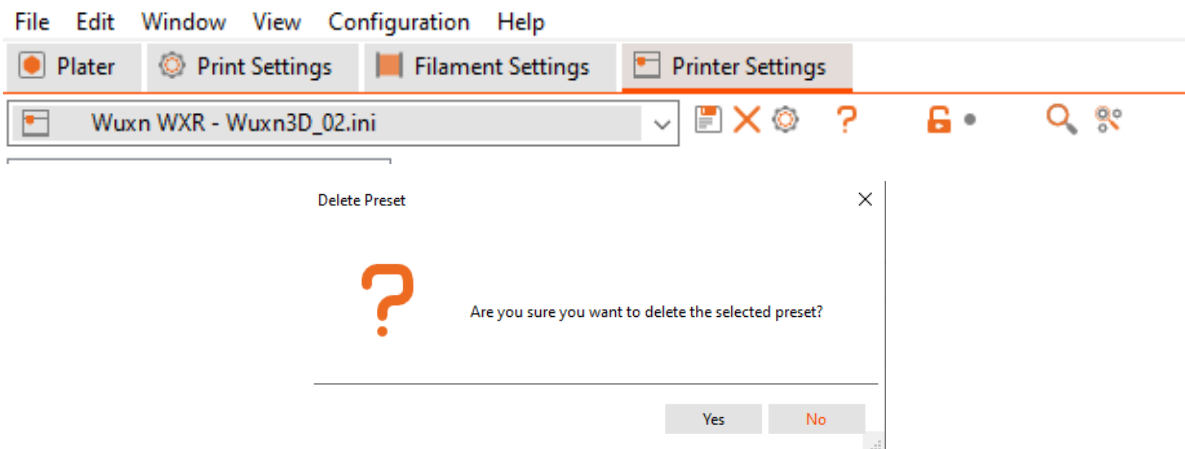 File Edit Window View Configuration Help
Plater Print Settings Filament Settings Printer Settings
Wuxn WXR - Wuxn3D_02.ini
Delete Preset
Are you sure you want to delete the selected preset?
Yes No